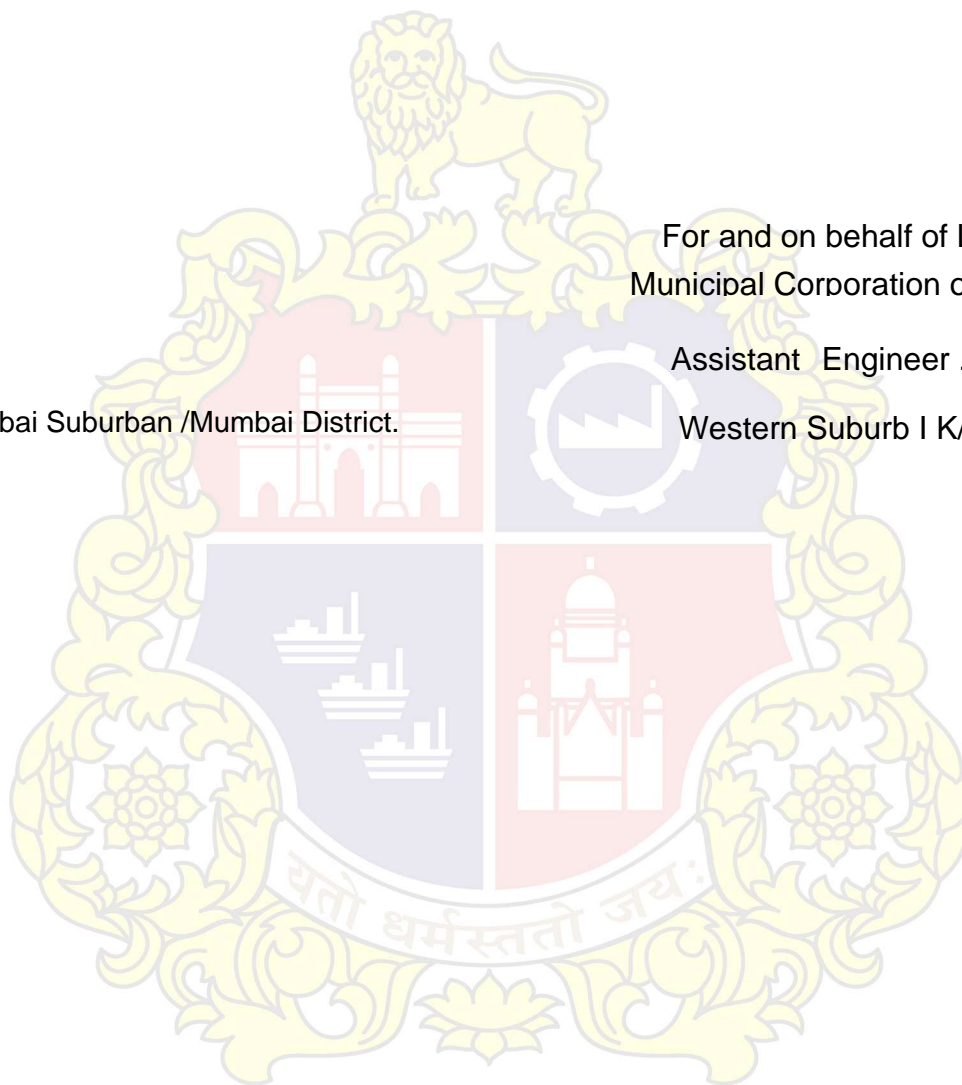 For and on behalf of
Municipal Corporation
Assistant Engineer .
bai Suburban /Mumbai District.
Western Suburb I K/
यतो धर्मस्ततो जय: